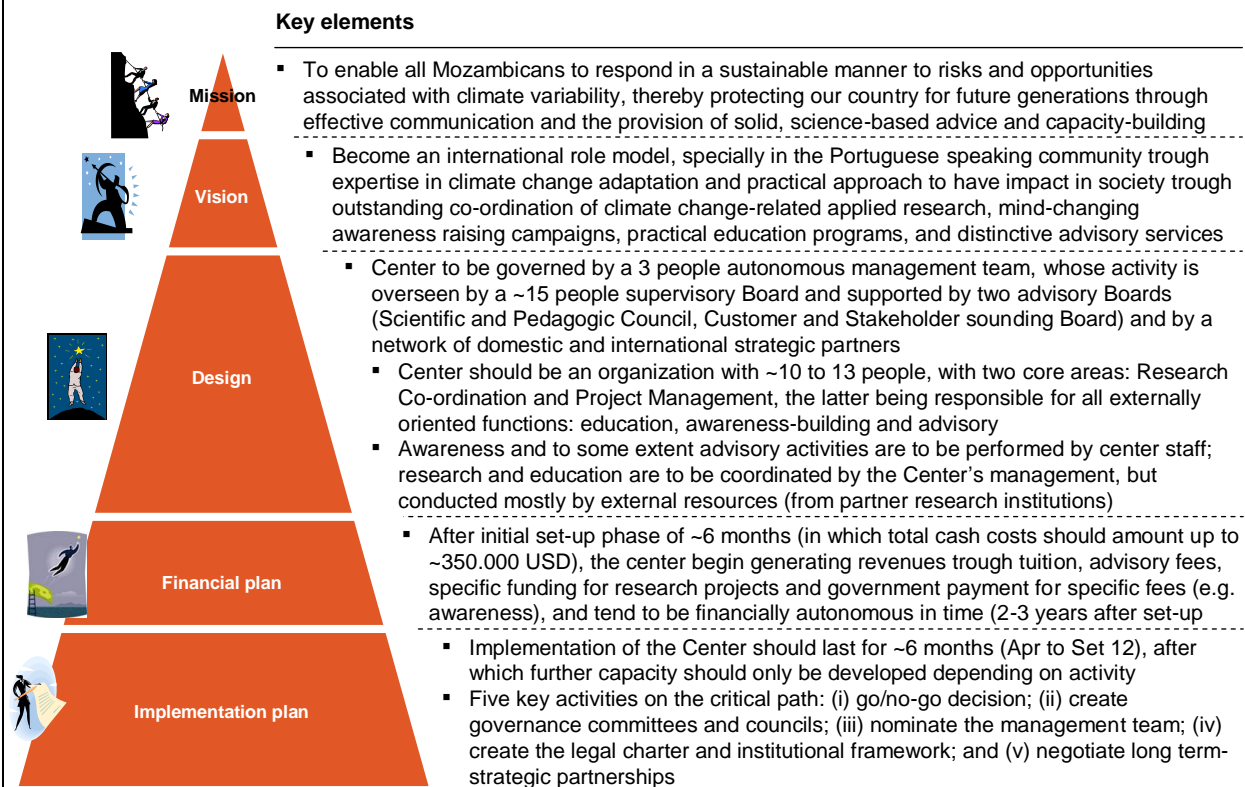 Key elements
Mission
▪ To enable all Mozambicans to respond in a sustainable manner to risks and opportunities
associated with climate variability, thereby protecting our country for future generations through
effective communication and the provision of solid, science-based advice and capacity-building
Vision
▪ Become an international role model, specially in the Portuguese speaking community trough
expertise in climate change adaptation and practical approach to have impact in society trough
outstanding co-ordination of climate change-related applied research, mind-changing
awareness raising campaigns, practical education programs, and distinctive advisory services
Design
▪ Center to be governed by a 3 people autonomous management team, whose activity is
overseen by a ~15 people supervisory Board and supported by two advisory Boards
(Scientific and Pedagogic Council, Customer and Stakeholder sounding Board) and by a
network of domestic and international strategic partners
▪ Center should be an organization with ~10 to 13 people, with two core areas: Research
Co-ordination and Project Management, the latter being responsible for all externally
oriented functions: education, awareness-building and advisory
▪ Awareness and to some extent advisory activities are to be performed by center staff;
research and education are to be coordinated by the Center's management, but
conducted mostly by external resources (from partner research institutions)
Financial plan
▪ After initial set-up phase of ~6 months (in which total cash costs should amount up to
~350.000 USD), the center begin generating revenues trough tuition, advisory fees,
specific funding for research projects and government payment for specific fees (e.g.
awareness), and tend to be financially autonomous in time (2-3 years after set-up
Implementation plan
▪ Implementation of the Center should last for ~6 months (Apr to Set 12), after
which further capacity should only be developed depending on activity
▪ Five key activities on the critical path: (i) go/no-go decision; (ii) create
governance committees and councils; (iii) nominate the management team; (iv)
create the legal charter and institutional framework; and (v) negotiate long term-
strategic partnerships